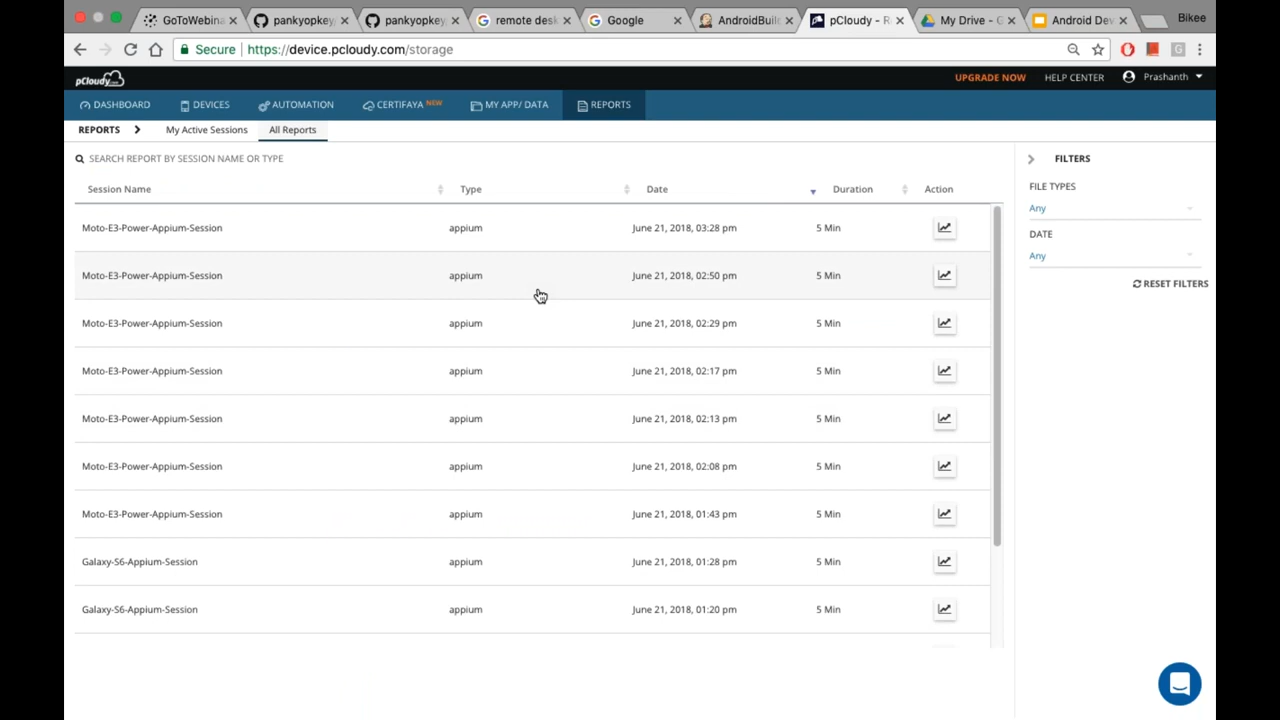 GoToWebina
pankyopkey
pankyopkey
remote desk
Google
AndroidBuil
pCloudy - R
My Drive - G
Android Dev
Bikee
Secure https://device.pcloudy.com/storage
pCloudy.com
UPGRADE NOW
HELP CENTER
Prashanth
DASHBOARD
DEVICES
AUTOMATION
CERTIFAYA NEW
MY APP/ DATA
REPORTS
REPORTS
My Active Sessions
All Reports
SEARCH REPORT BY SESSION NAME OR TYPE
Session Name Type Date Duration Action
Moto-E3-Power-Appium-Session appium June 21, 2018, 03:28 pm 5 Min
Moto-E3-Power-Appium-Session appium June 21, 2018, 02:50 pm 5 Min
Moto-E3-Power-Appium-Session appium June 21, 2018, 02:29 pm 5 Min
Moto-E3-Power-Appium-Session appium June 21, 2018, 02:17 pm 5 Min
Moto-E3-Power-Appium-Session appium June 21, 2018, 02:13 pm 5 Min
Moto-E3-Power-Appium-Session appium June 21, 2018, 02:08 pm 5 Min
Moto-E3-Power-Appium-Session appium June 21, 2018, 01:43 pm 5 Min
Galaxy-S6-Appium-Session appium June 21, 2018, 01:28 pm 5 Min
Galaxy-S6-Appium-Session appium June 21, 2018, 01:20 pm 5 Min
FILTERS
FILE TYPES
Any
DATE
Any
RESET FILTERS